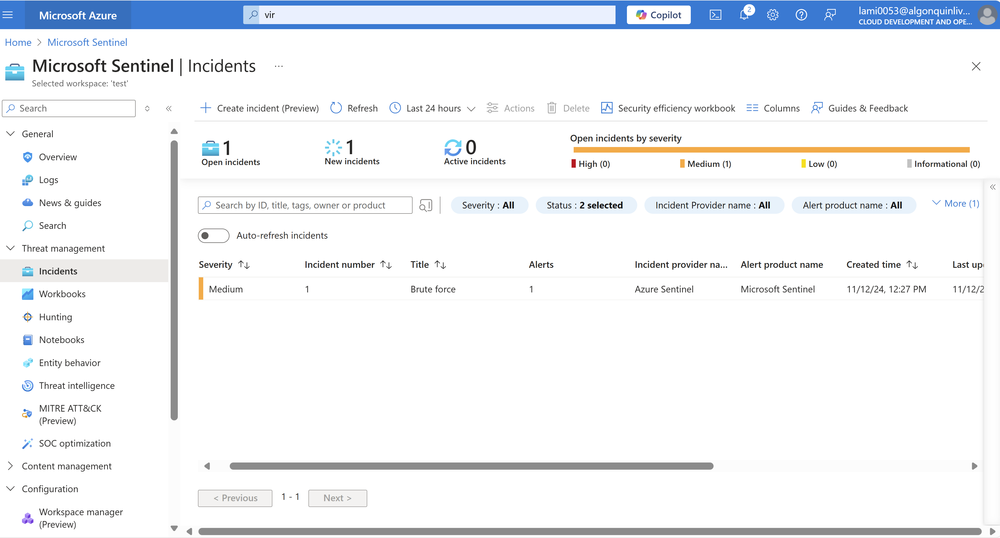 Microsoft Azure
vir
Copilot
2
lami0053@algonquinliv...
CLOUD DEVELOPMENT AND OPE...
Home > Microsoft Sentinel
Microsoft Sentinel | Incidents ...
Selected workspace: 'test'
Search
Create incident (Preview) Refresh Last 24 hours Actions Delete Security efficiency workbook Columns Guides & Feedback
General
Overview
Logs
News & guides
Search
Threat management
Incidents
Workbooks
Hunting
Notebooks
Entity behavior
Threat intelligence
MITRE ATT&CK
(Preview)
SOC optimization
Content management
Configuration
Workspace manager
(Preview)
1
Open incidents
1
New incidents
0
Active incidents
Open incidents by severity
High (0) Medium (1) Low (0) Informational (0)
Search by ID, title, tags, owner or product
Severity : All Status : 2 selected Incident Provider name : All Alert product name : All More (1)
Auto-refresh incidents
Severity Incident number Title Alerts Incident provider na... Alert product name Created time Last up
Medium 1 Brute force 1 Azure Sentinel Microsoft Sentinel 11/12/24, 12:27 PM 11/12/2
< Previous 1 - 1 Next >